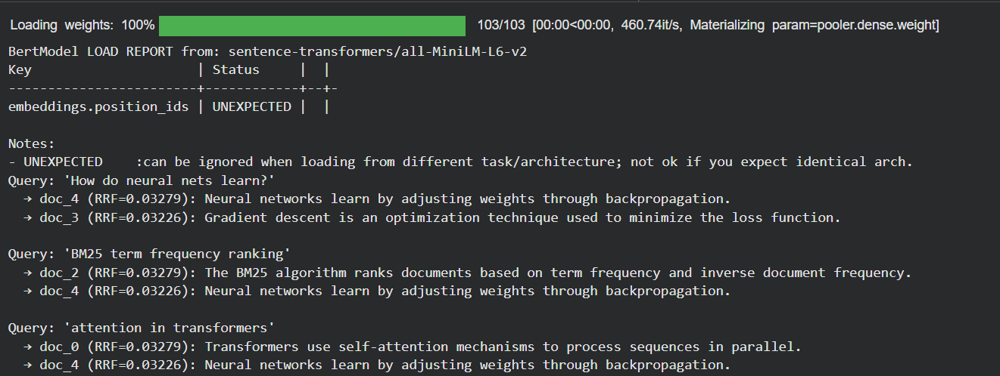 Loading weights: 100% 103/103 [00:00<00:00, 460.74it/s, Materializing param=pooler.dense.weight]
BertModel LOAD REPORT from: sentence-transformers/all-MiniLM-L6-v2
Key                     | Status     |  |
------------------------+------------+--+-
embeddings.position_ids | UNEXPECTED |  |
Notes:
- UNEXPECTED    :can be ignored when loading from different task/architecture; not ok if you expect identical arch.
Query: 'How do neural nets learn?'
  → doc_4 (RRF=0.03279): Neural networks learn by adjusting weights through backpropagation.
  → doc_3 (RRF=0.03226): Gradient descent is an optimization technique used to minimize the loss function.
Query: 'BM25 term frequency ranking'
  → doc_2 (RRF=0.03279): The BM25 algorithm ranks documents based on term frequency and inverse document frequency.
  → doc_4 (RRF=0.03226): Neural networks learn by adjusting weights through backpropagation.
Query: 'attention in transformers'
  → doc_0 (RRF=0.03279): Transformers use self-attention mechanisms to process sequences in parallel.
  → doc_4 (RRF=0.03226): Neural networks learn by adjusting weights through backpropagation.